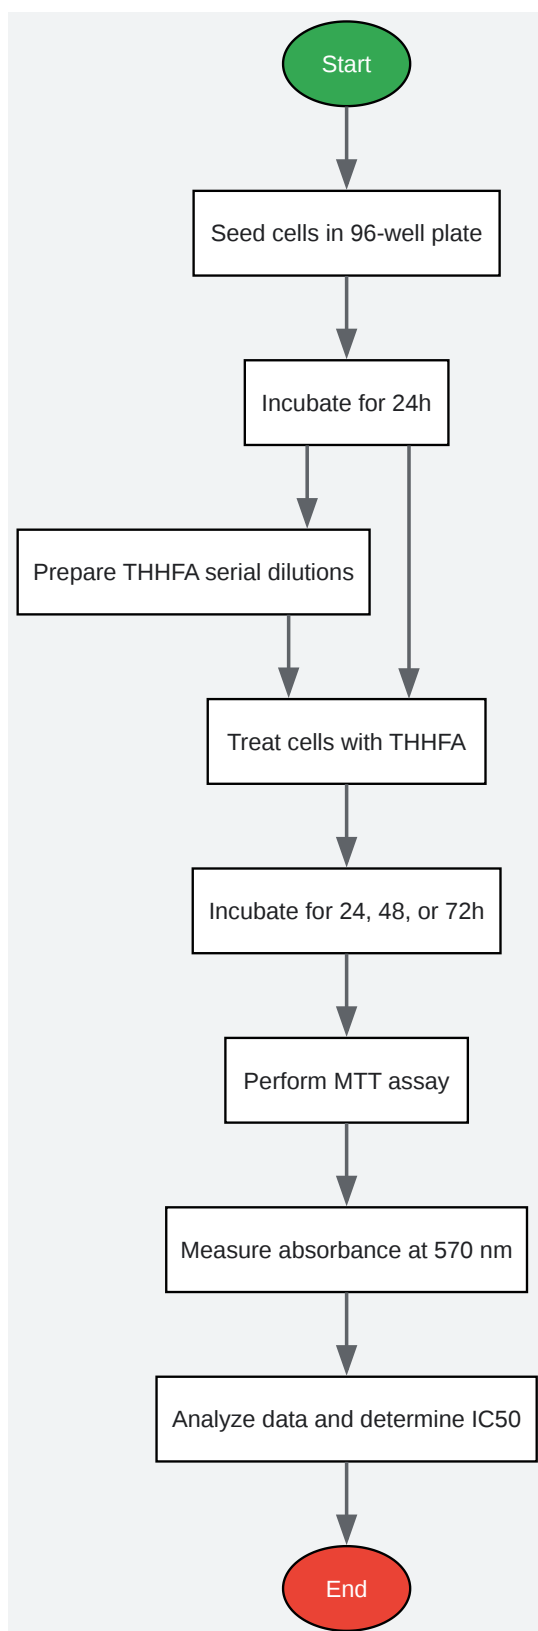 Start
Seed cells in 96-well plate
Incubate for 24h
Prepare THHFA serial dilutions
Treat cells with THHFA
Incubate for 24, 48, or 72h
Perform MTT assay
Measure absorbance at 570 nm
Analyze data and determine IC50
End